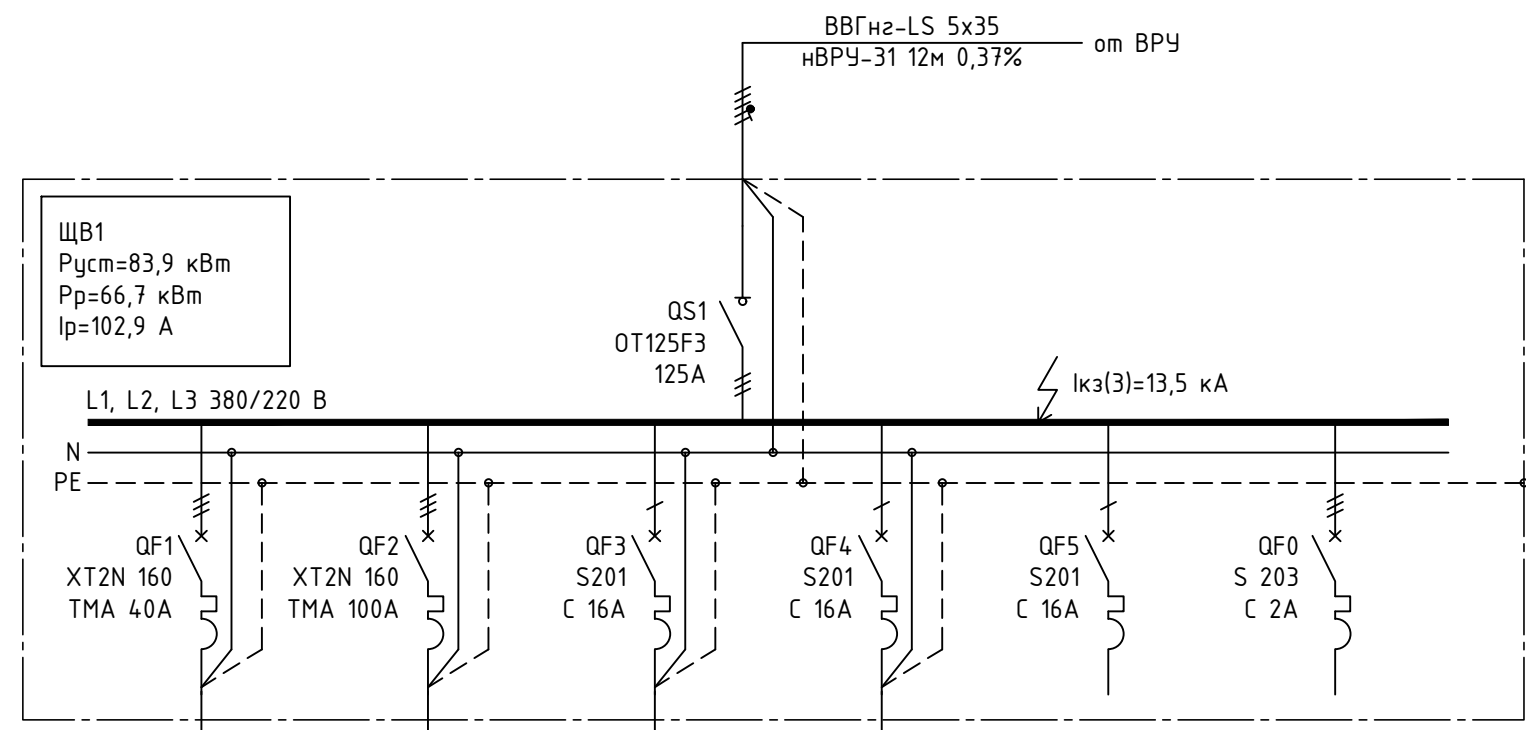 ВВГнг-LS 5х35
от ВРУ
нВРУ-31 12м 0,37%
ЩВ1
Руст=83,9 кВт
Рр=66,7 кВт
Iр=102,9 А
QS1
OT125F3
125А
L1, L2, L3 380/220 В
Iкз(3)=13,5 кА
N
PE
QF1
XT2N 160
TMA 40A
QF2
XT2N 160
TMA 100A
QF3
S201
C 16A
QF4
S201
C 16A
QF5
S201
C 16A
QF0
S 203
C 2A